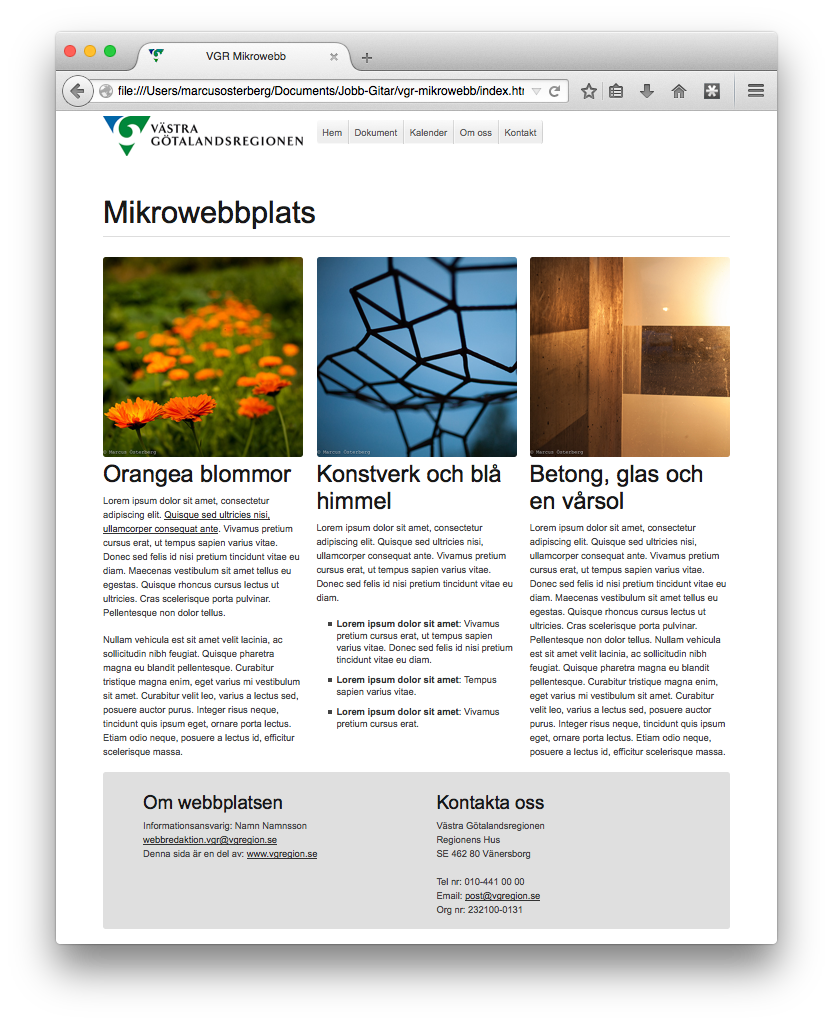 VGR Mikrowebb
file:///Users/marcusosterberg/Documents/Jobb-Gitar/vgr-mikrowebb/index.ht
VÄSTRA
GÖTALANDSREGIONEN
Hem
Dokument
Kalender
Om oss
Kontakt
Mikrowebbplats
© Marcus Österberg
© Marcus Österberg
© Marcus Österberg
Orangea blommor
Lorem ipsum dolor sit amet, consectetur
adipiscing elit. Quisque sed ultricies nisi,
ullamcorper consequat ante. Vivamus pretium
cursus erat, ut tempus sapien varius vitae.
Donec sed felis id nisi pretium tincidunt vitae eu
diam. Maecenas vestibulum sit amet tellus eu
egestas. Quisque rhoncus cursus lectus ut
ultricies. Cras scelerisque porta pulvinar.
Pellentesque non dolor tellus.
Nullam vehicula est sit amet velit lacinia, ac
sollicitudin nibh feugiat. Quisque pharetra
magna eu blandit pellentesque. Curabitur
tristique magna enim, eget varius mi vestibulum
sit amet. Curabitur velit leo, varius a lectus sed,
posuere auctor purus. Integer risus neque,
tincidunt quis ipsum eget, ornare porta lectus.
Etiam odio neque, posuere a lectus id, efficitur
scelerisque massa.
Konstverk och blå
himmel
Lorem ipsum dolor sit amet, consectetur
adipiscing elit. Quisque sed ultricies nisi,
ullamcorper consequat ante. Vivamus pretium
cursus erat, ut tempus sapien varius vitae.
Donec sed felis id nisi pretium tincidunt vitae eu
diam.
Lorem ipsum dolor sit amet: Vivamus
pretium cursus erat, ut tempus sapien
varius vitae. Donec sed felis id nisi pretium
tincidunt vitae eu diam.
Lorem ipsum dolor sit amet: Tempus
sapien varius vitae.
Lorem ipsum dolor sit amet: Vivamus
pretium cursus erat.
Betong, glas och
en vårsol
Lorem ipsum dolor sit amet, consectetur
adipiscing elit. Quisque sed ultricies nisi,
ullamcorper consequat ante. Vivamus pretium
cursus erat, ut tempus sapien varius vitae.
Donec sed felis id nisi pretium tincidunt vitae eu
diam. Maecenas vestibulum sit amet tellus eu
egestas. Quisque rhoncus cursus lectus ut
ultricies. Cras scelerisque porta pulvinar.
Pellentesque non dolor tellus. Nullam vehicula
est sit amet velit lacinia, ac sollicitudin nibh
feugiat. Quisque pharetra magna eu blandit
pellentesque. Curabitur tristique magna enim,
eget varius mi vestibulum sit amet. Curabitur
velit leo, varius a lectus sed, posuere auctor
purus. Integer risus neque, tincidunt quis ipsum
eget, ornare porta lectus. Etiam odio neque,
posuere a lectus id, efficitur scelerisque massa.
Om webbplatsen
Informationsansvarig: Namn Namnsson
webbredaktion.vgr@vgregion.se
Denna sida är en del av: www.vgregion.se
Kontakta oss
Västra Götalandsregionen
Regionens Hus
SE 462 80 Vänersborg
Tel nr: 010-441 00 00
Email: post@vgregion.se
Org nr: 232100-0131